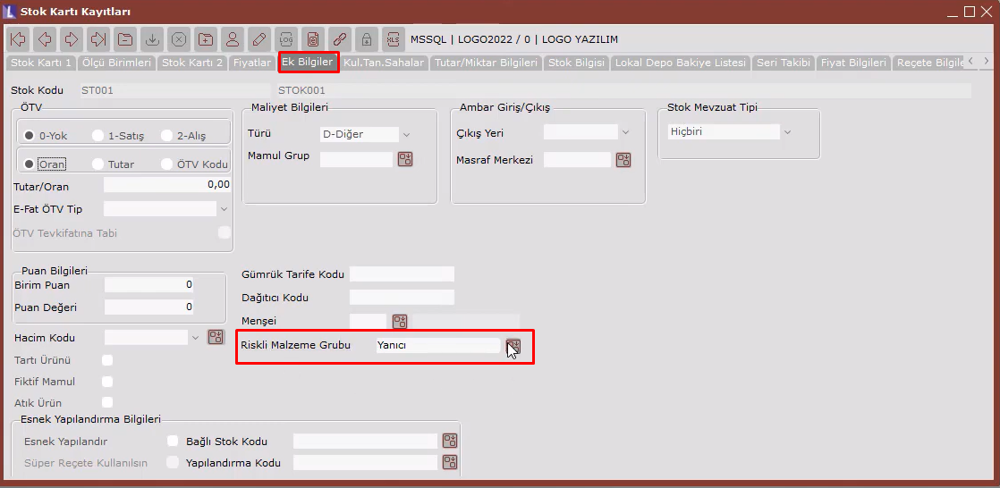 Stok Kartı Kayıtları
LOG XLS MSSQL | LOGO2022 / 0 | LOGO YAZILIM
Stok Kartı 1 Ölçü Birimleri Stok Kartı 2 Fiyatlar Ek Bilgiler Kul.Tan.Sahalar Tutar/Miktar Bilgileri Stok Bilgisi Lokal Depo Bakiye Listesi Seri Takibi Fiyat Bilgileri Reçete Bilgile
Stok Kodu ST001 STOK001
ÖTV
0-Yok 1-Satış 2-Alış
Oran Tutar ÖTV Kodu
Tutar/Oran 0,00
E-Fat ÖTV Tip
ÖTV Tevkifatına Tabi
Maliyet Bilgileri
Türü D-Diğer
Mamul Grup
Ambar Giriş/Çıkış
Çıkış Yeri
Masraf Merkezi
Stok Mevzuat Tipi
Hiçbiri
Puan Bilgileri
Birim Puan 0
Puan Değeri 0
Hacim Kodu
Tartı Ürünü
Fiktif Mamul
Atık Ürün
Gümrük Tarife Kodu
Dağıtıcı Kodu
Menşei
Riskli Malzeme Grubu Yanıcı
Esnek Yapılandırma Bilgileri
Esnek Yapılandır Bağlı Stok Kodu
Süper Reçete Kullanılsın Yapılandırma Kodu